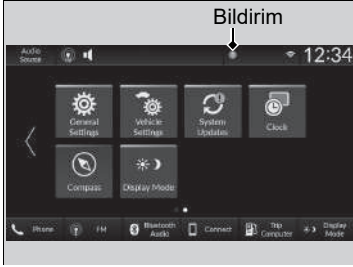 Bildirim
Audio
Source
12:34
General
Settings
Vehicle
Settings
System
Updates
Clock
Compass
Display Mode
Phone
FM
Bluetooth
Audio
Connect
Trip
Computer
Display
Mode